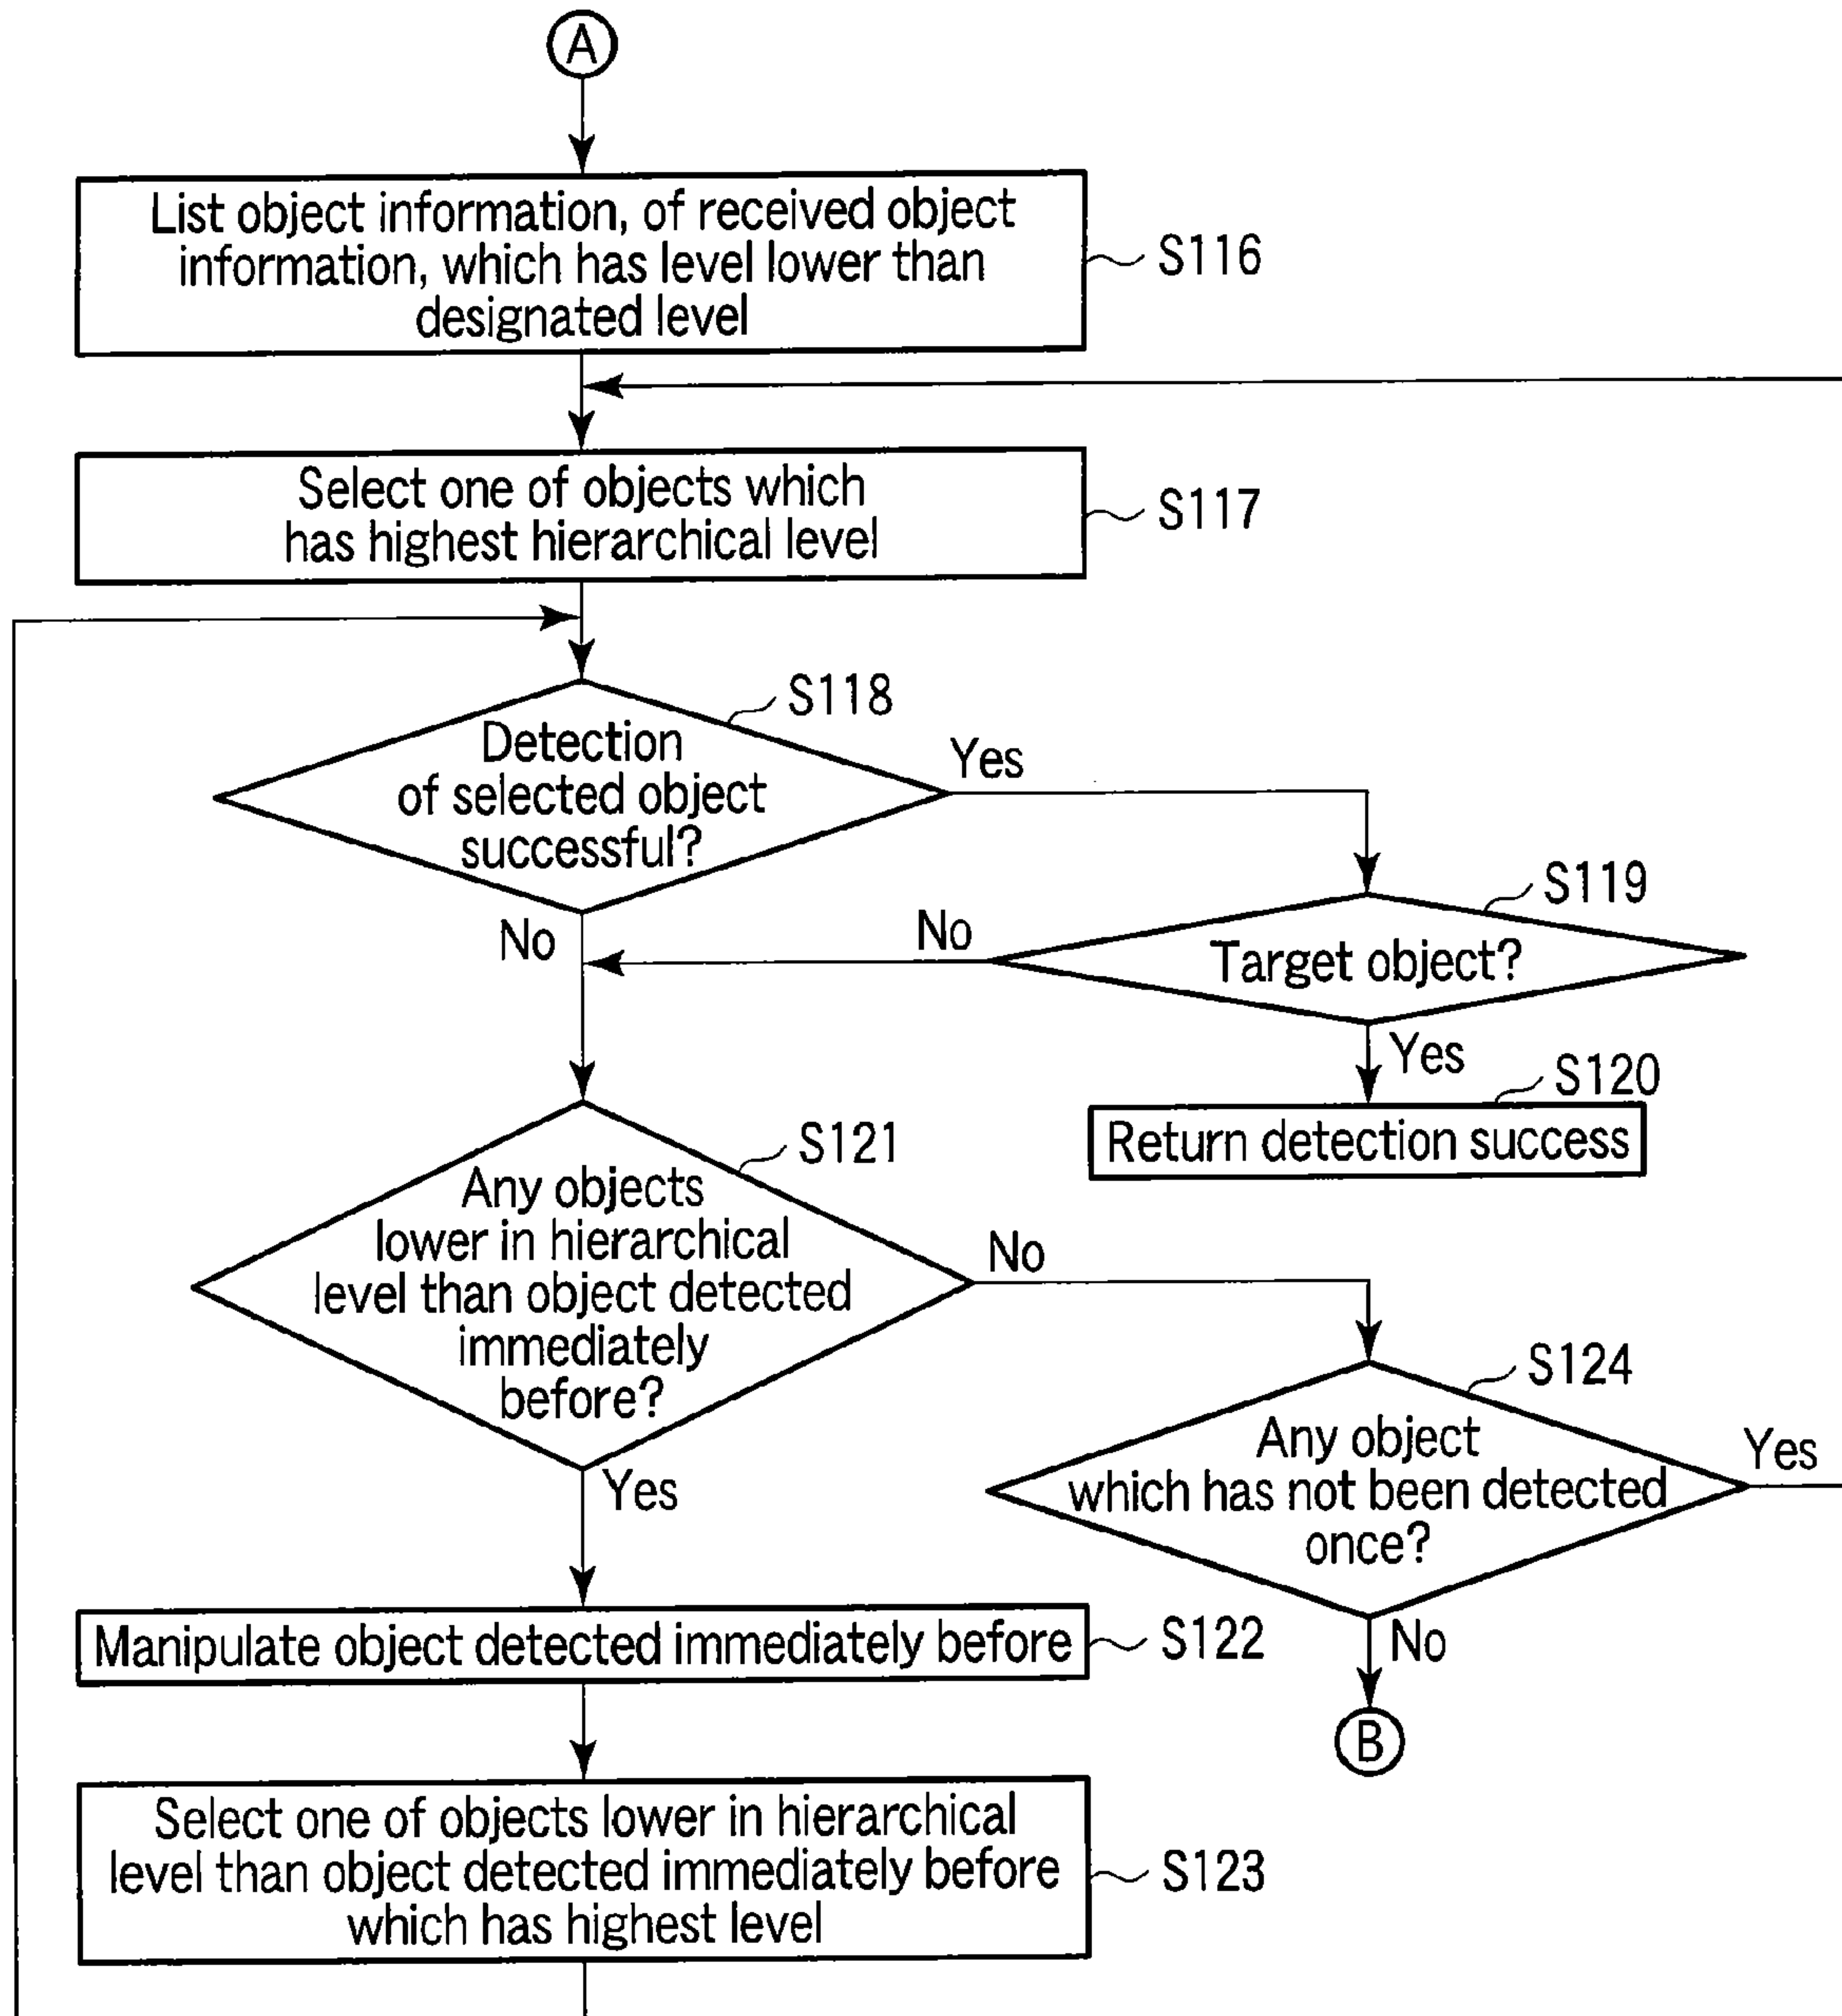 A
List object information, of received object
information, which has level lower than
designated level
S116
Select one of objects which
has highest hierarchical level
S117
S118
Detection
of selected object
successful?
Yes
No
S119
Target object?
No
Yes
S120
Return detection success
S121
Any objects
lower in hierarchical
level than object detected
immediately
before?
No
Yes
S124
Any object
which has not been detected
once?
Yes
No
B
Manipulate object detected immediately before
S122
Select one of objects lower in hierarchical
level than object detected immediately before
which has highest level
S123